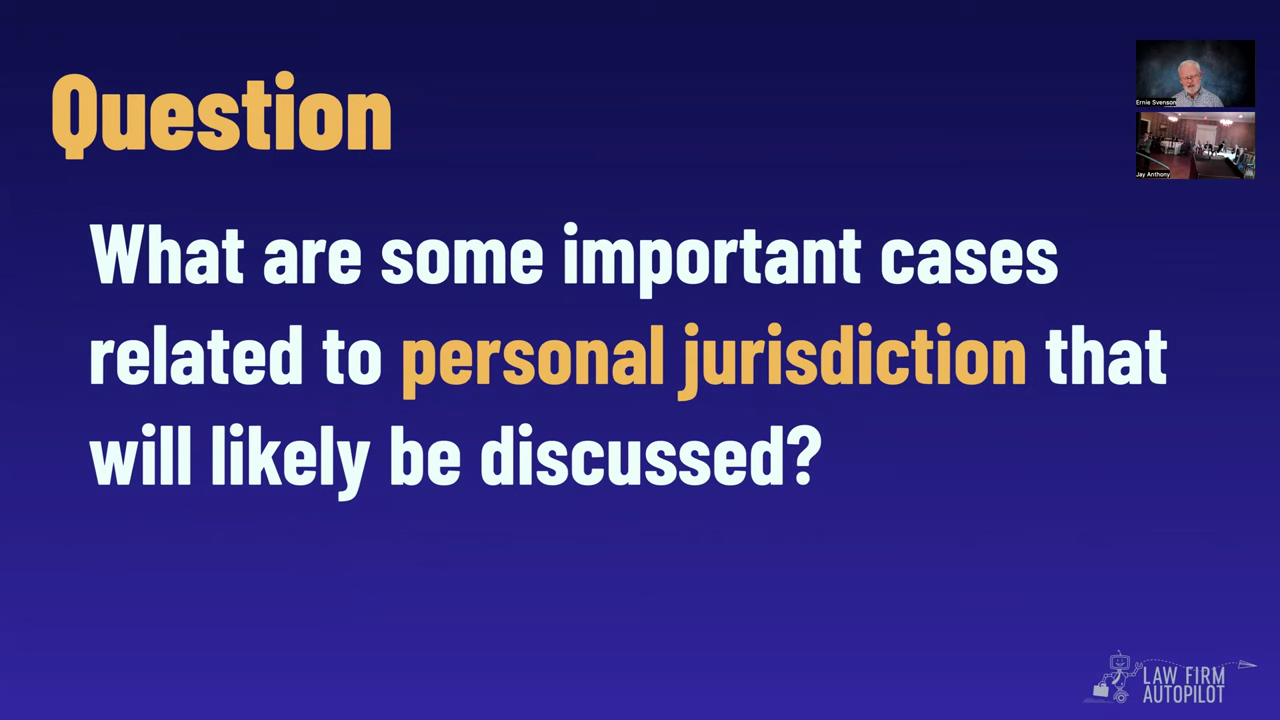 Question
What are some important cases
related to personal jurisdiction that
will likely be discussed?
Ernie Svenson
Jay Anthony
LAW FIRM
AUTOPILOT